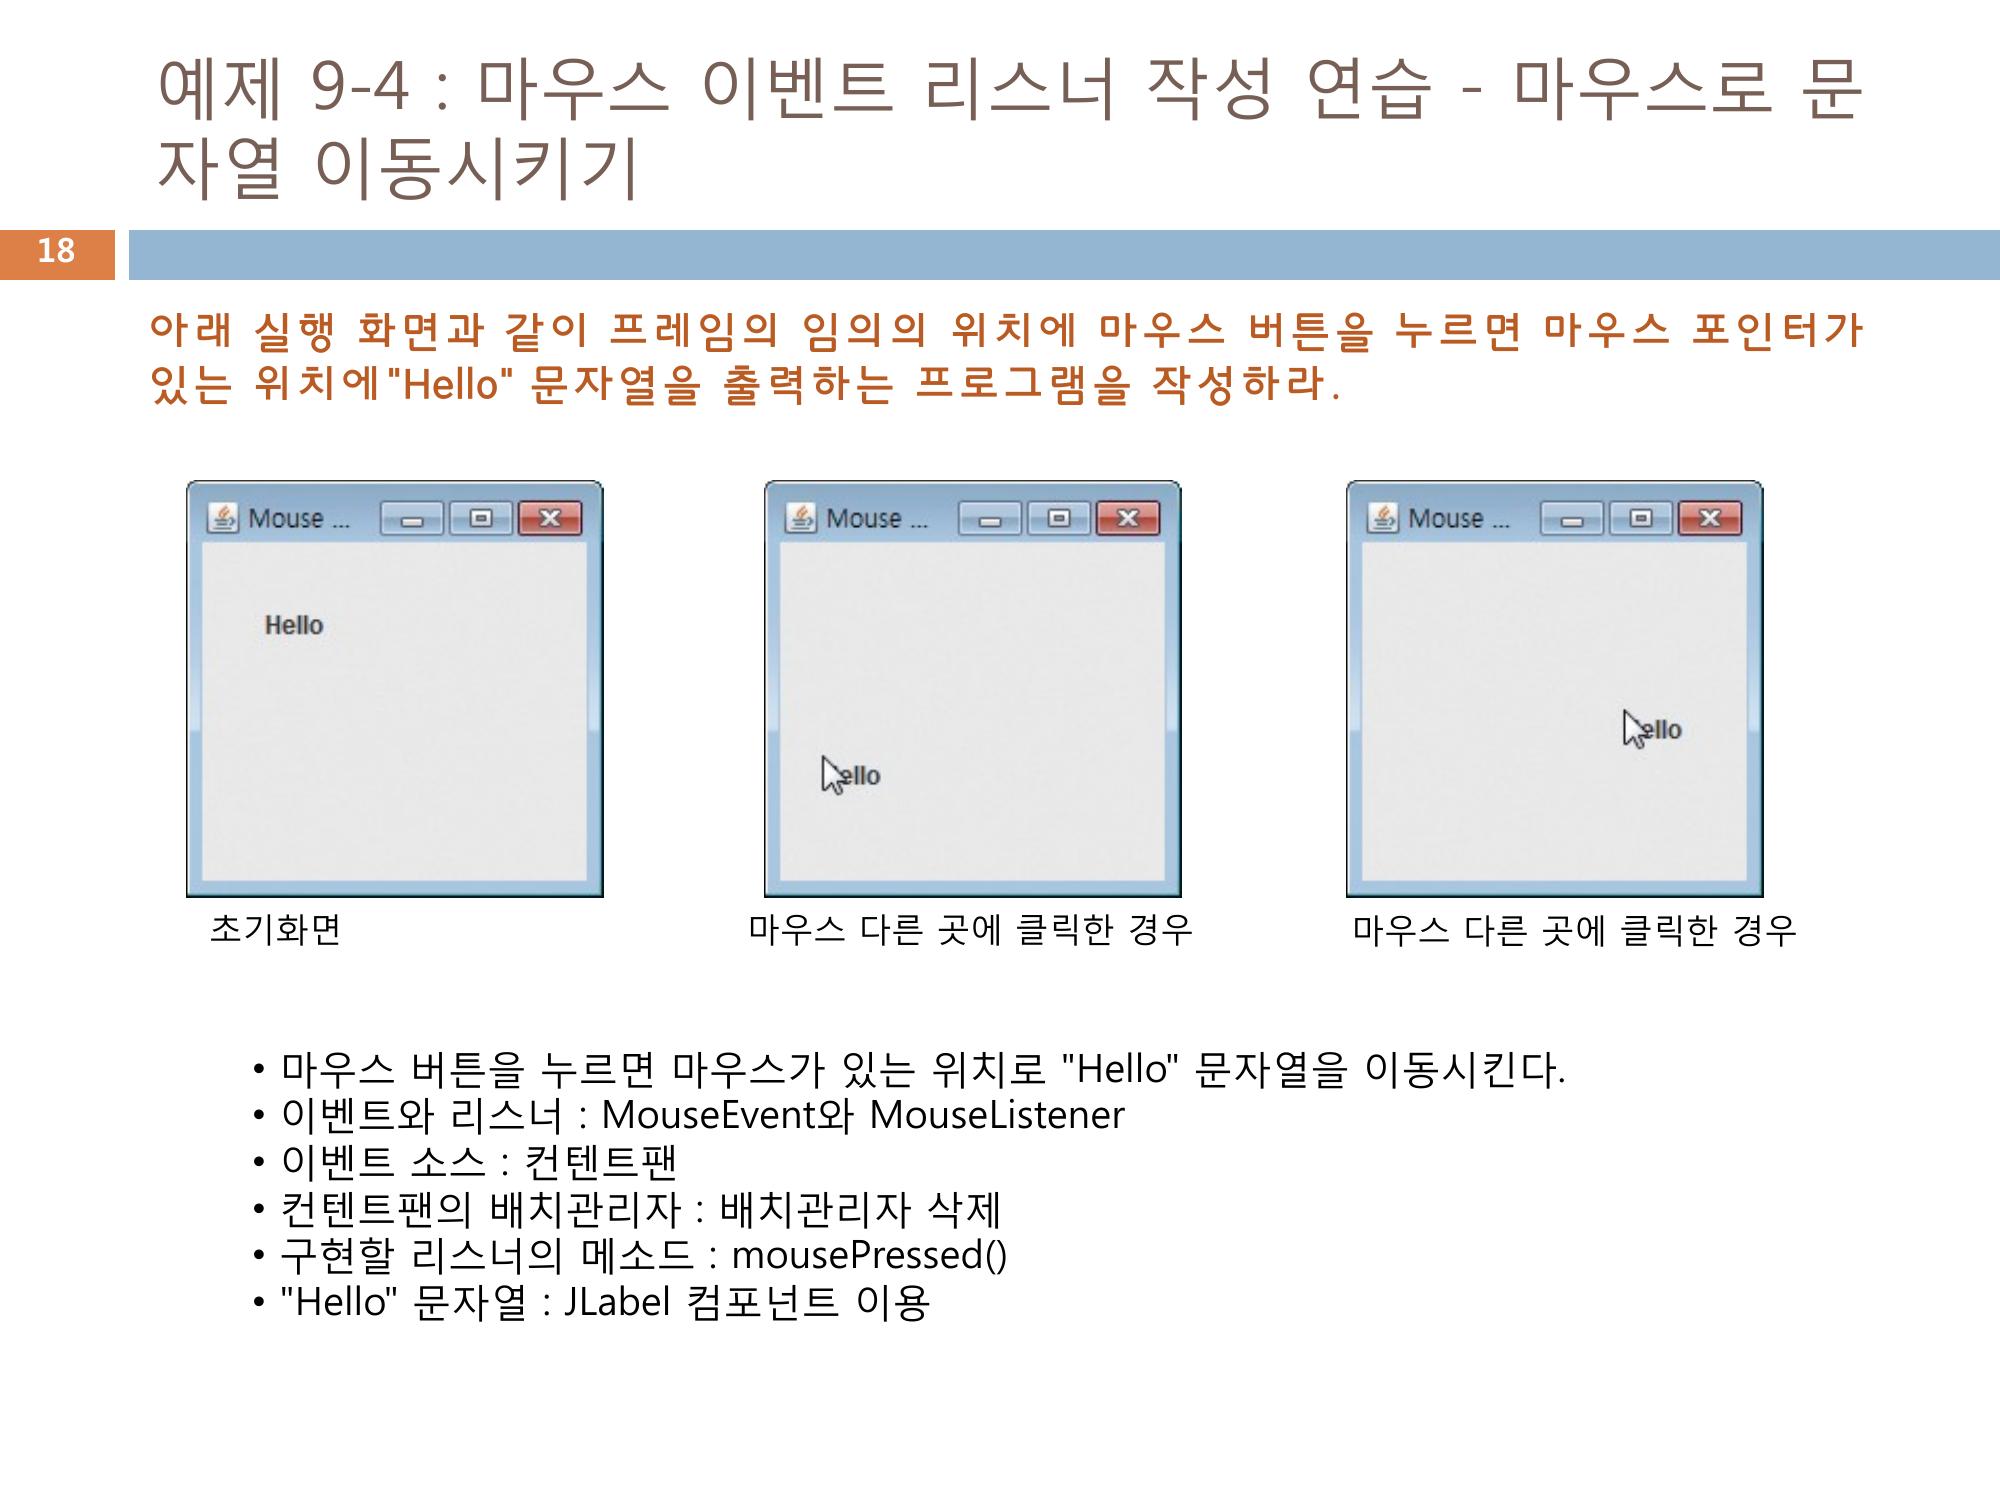 예제 9-4 : 마우스 이벤트 리스너 작성 연습 - 마우스로 문
자열 이동시키기
18
아래 실행 화면과 같이 프레임의 임의의 위치에 마우스 버튼을 누르면 마우스 포인터가
있는 위치에"Hello" 문자열을 출력하는 프로그램을 작성하라.
Mouse ...
Hello
Mouse ...
ello
Mouse ...
ello
초기화면
마우스 다른 곳에 클릭한 경우
마우스 다른 곳에 클릭한 경우
• 마우스 버튼을 누르면 마우스가 있는 위치로 "Hello" 문자열을 이동시킨다.
• 이벤트와 리스너 : MouseEvent와 MouseListener
• 이벤트 소스 : 컨텐트팬
• 컨텐트팬의 배치관리자 : 배치관리자 삭제
• 구현할 리스너의 메소드 : mousePressed()
• "Hello" 문자열 : JLabel 컴포넌트 이용